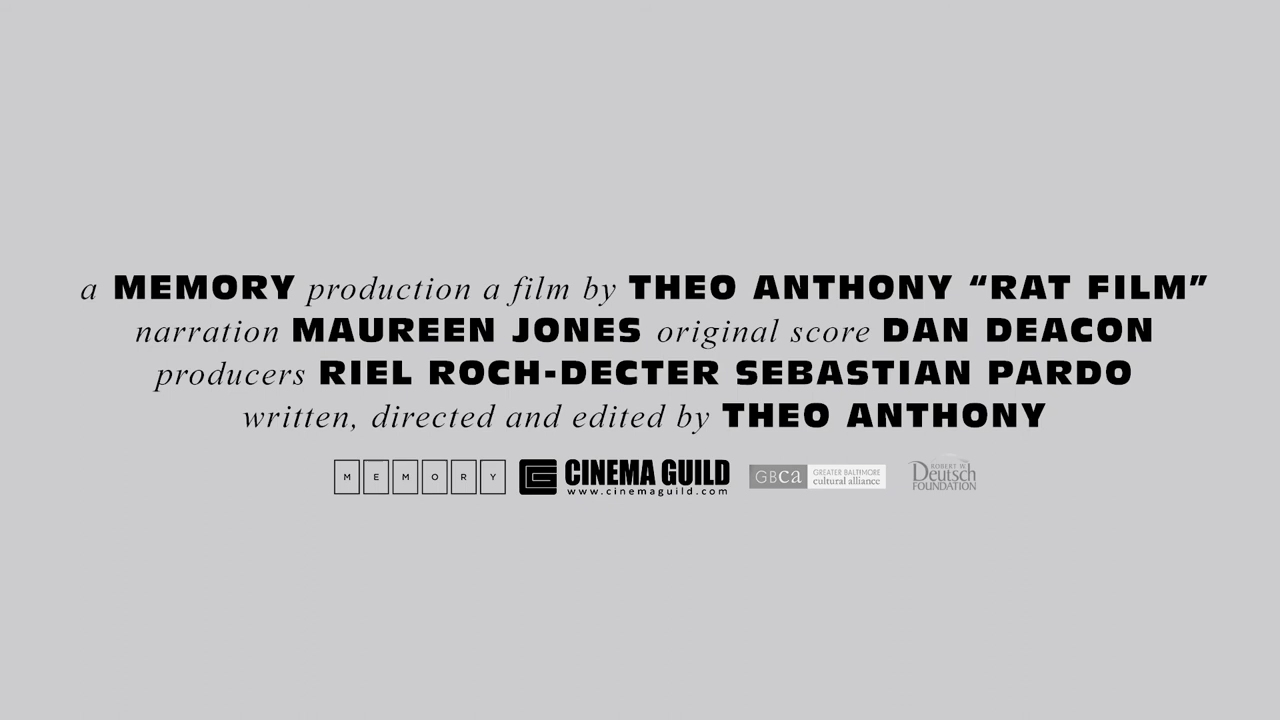 a MEMORY production a film by THEO ANTHONY “RAT FILM”
narration MAUREEN JONES original score DAN DEACON
producers RIEL ROCH-DECTER SEBASTIAN PARDO
written, directed and edited by THEO ANTHONY
MEMORY
CINEMA GUILD
www.cinemaguild.com
GBca
GREATER BALTIMORE
cultural alliance
ROBERT W.
Deutsch
FOUNDATION